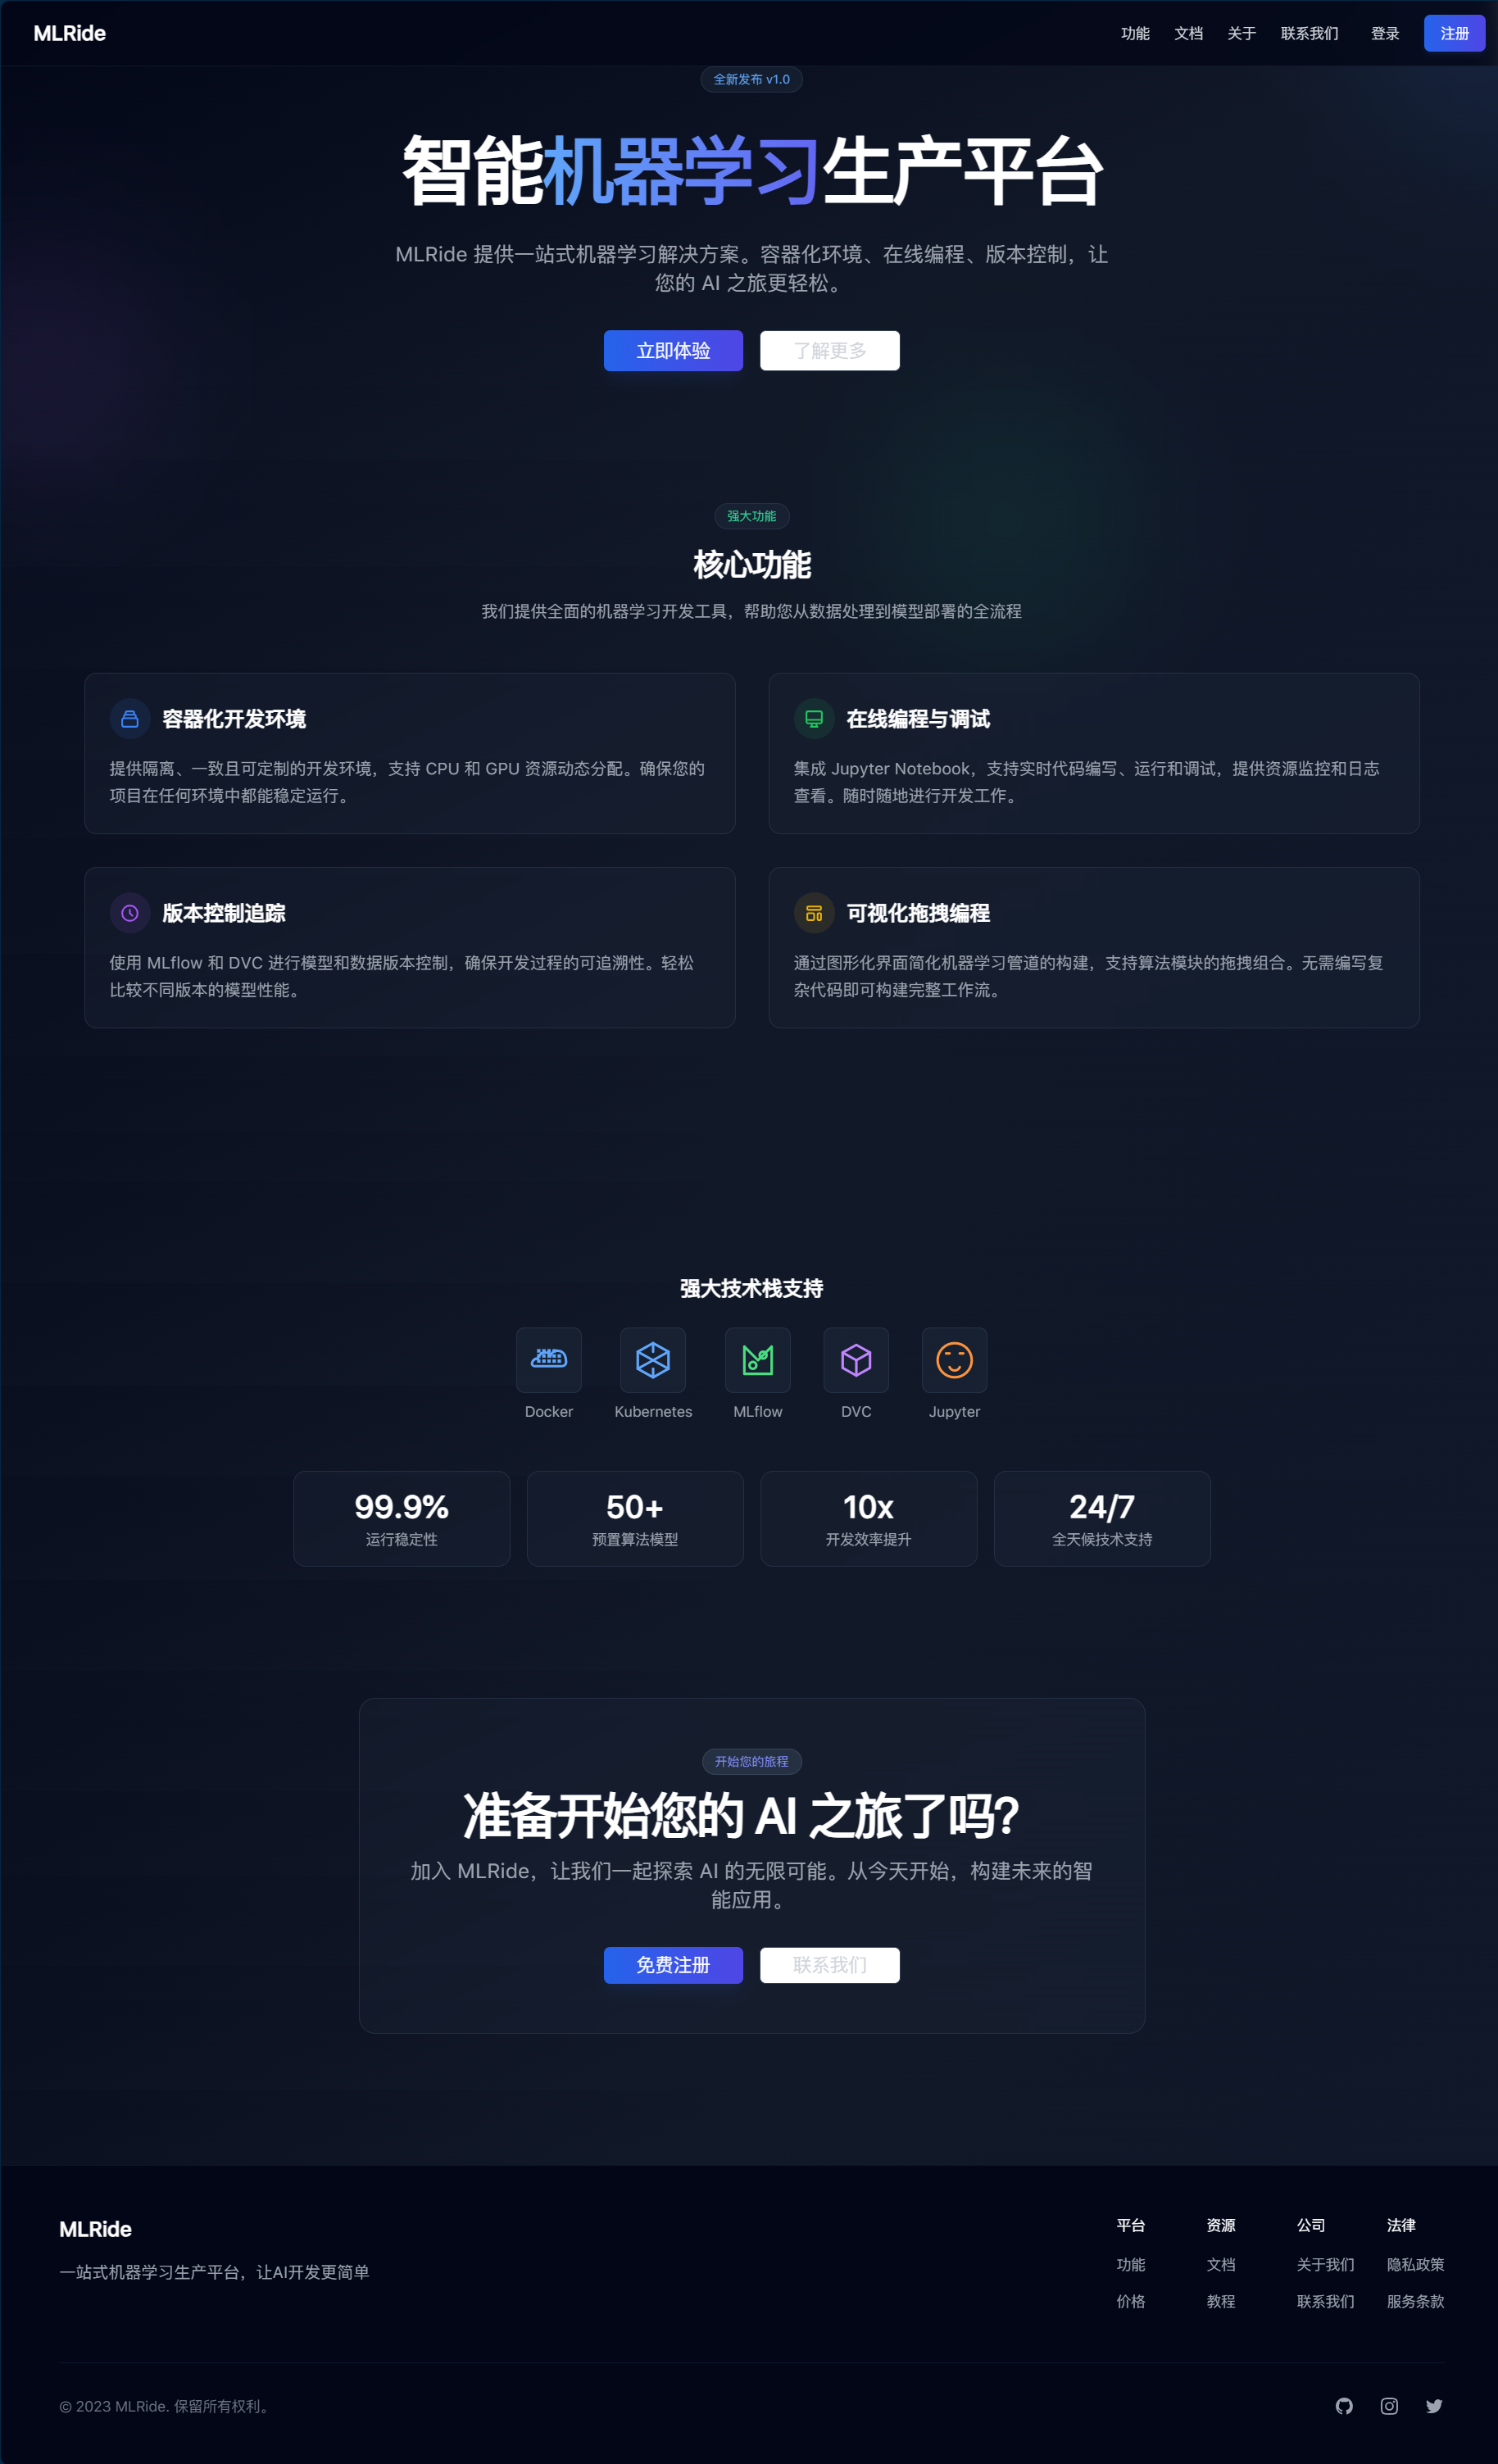 MLRide
功能 文档 关于 联系我们 登录 注册
全新发布 v1.0
智能机器学习生产平台
MLRide 提供一站式机器学习解决方案。容器化环境、在线编程、版本控制，让
您的 AI 之旅更轻松。
立即体验 了解更多
强大功能
核心功能
我们提供全面的机器学习开发工具，帮助您从数据处理到模型部署的全流程
容器化开发环境
提供隔离、一致且可定制的开发环境，支持 CPU 和 GPU 资源动态分配。确保您的
项目在任何环境中都能稳定运行。
在线编程与调试
集成 Jupyter Notebook，支持实时代码编写、运行和调试，提供资源监控和日志
查看。随时随地进行开发工作。
版本控制追踪
使用 MLflow 和 DVC 进行模型和数据版本控制，确保开发过程的可追溯性。轻松
比较不同版本的模型性能。
可视化拖拽编程
通过图形化界面简化机器学习管道的构建，支持算法模块的拖拽组合。无需编写复
杂代码即可构建完整工作流。
强大技术栈支持
Docker Kubernetes MLflow DVC Jupyter
99.9% 50+ 10x 24/7
运行稳定性 预置算法模型 开发效率提升 全天候技术支持
开始您的旅程
准备开始您的 AI 之旅了吗?
加入 MLRide，让我们一起探索 AI 的无限可能。从今天开始，构建未来的智
能应用。
免费注册 联系我们
MLRide
一站式机器学习生产平台，让AI开发更简单
平台 资源 公司 法律
功能 文档 关于我们 隐私政策
价格 教程 联系我们 服务条款
© 2023 MLRide. 保留所有权利。